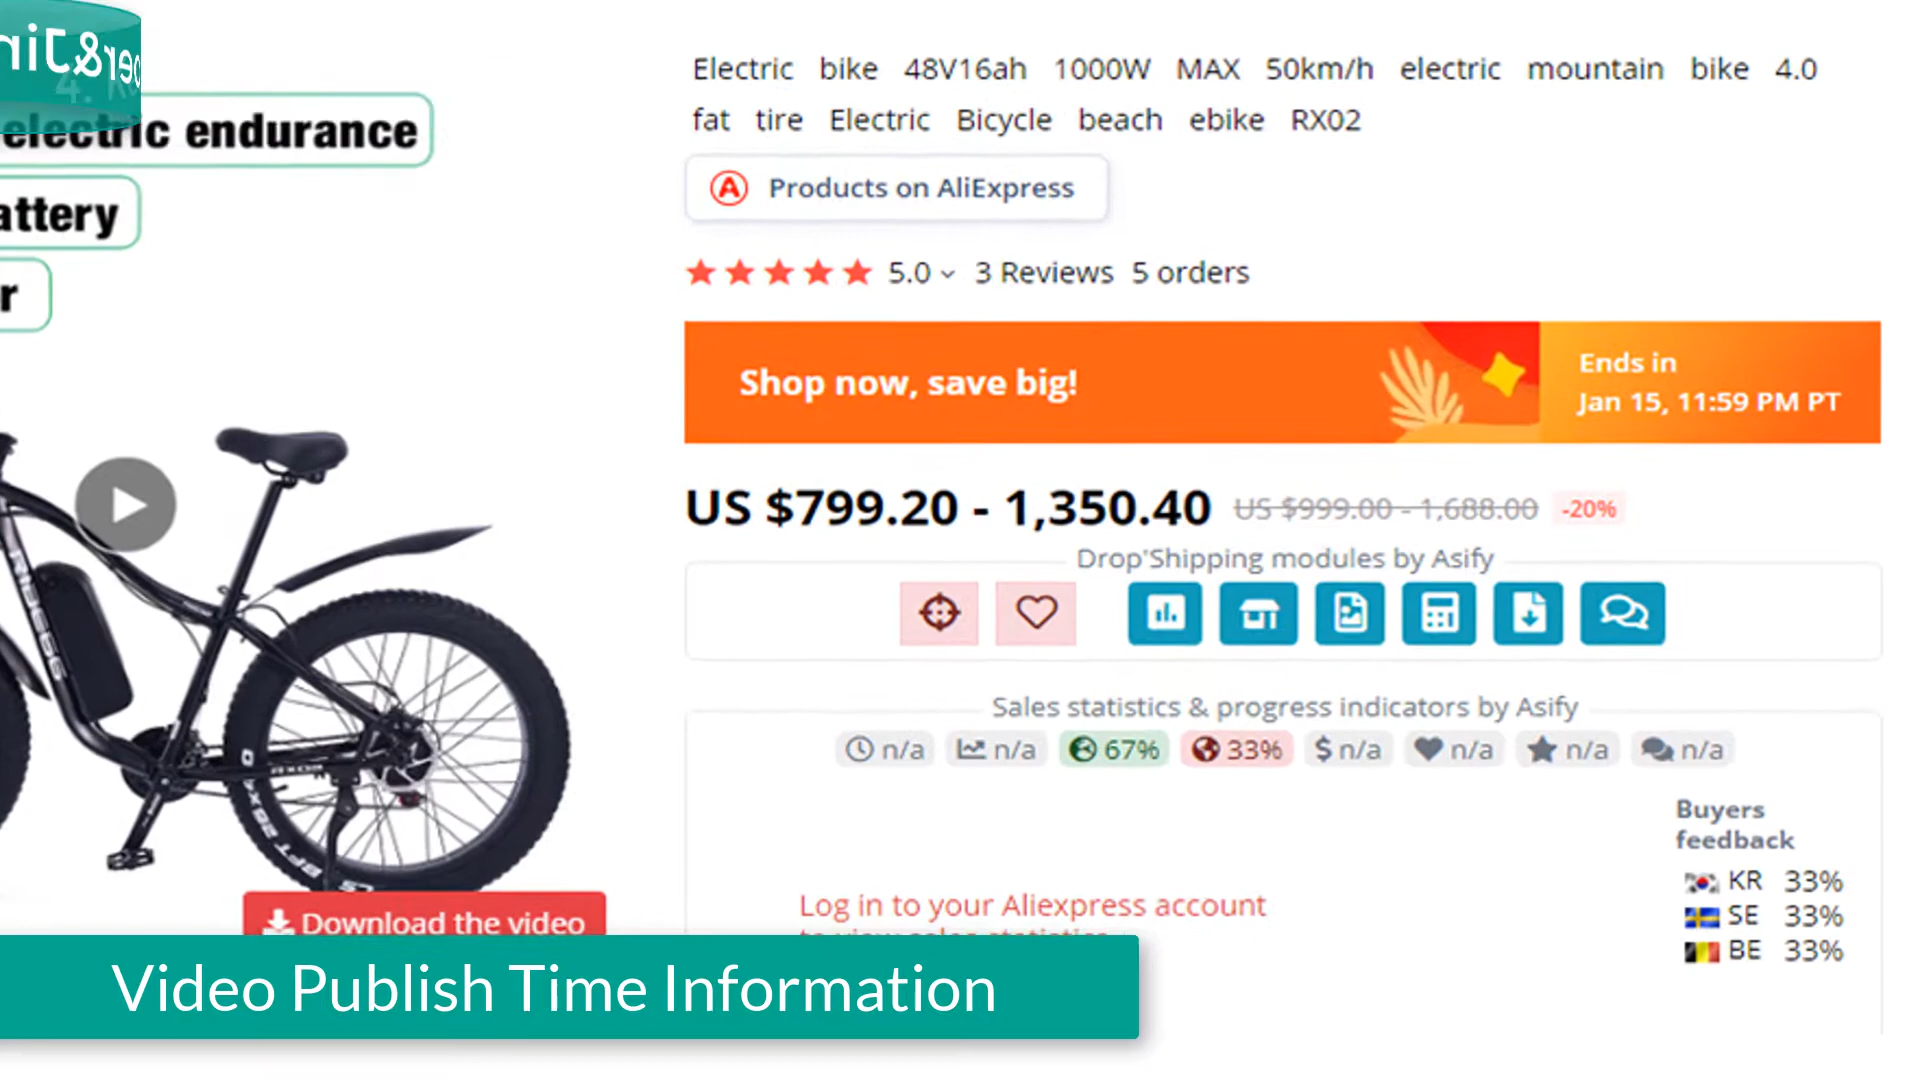 electric endurance
attery
r
Electric bike 48V16ah 1000W MAX 50km/h electric mountain bike 4.0
fat tire Electric Bicycle beach ebike RX02
Products on AliExpress
5.0 3 Reviews 5 orders
Shop now, save big!
Ends in
Jan 15, 11:59 PM PT
US $799.20 - 1,350.40 US $999.00 - 1,688.00 -20%
Drop'Shipping modules by Asify
Sales statistics & progress indicators by Asify
n/a n/a 67% 33% $ n/a n/a n/a n/a
Buyers
feedback
KR 33%
SE 33%
BE 33%
Log in to your Aliexpress account
to view sales statistics
Download the video
Video Publish Time Information